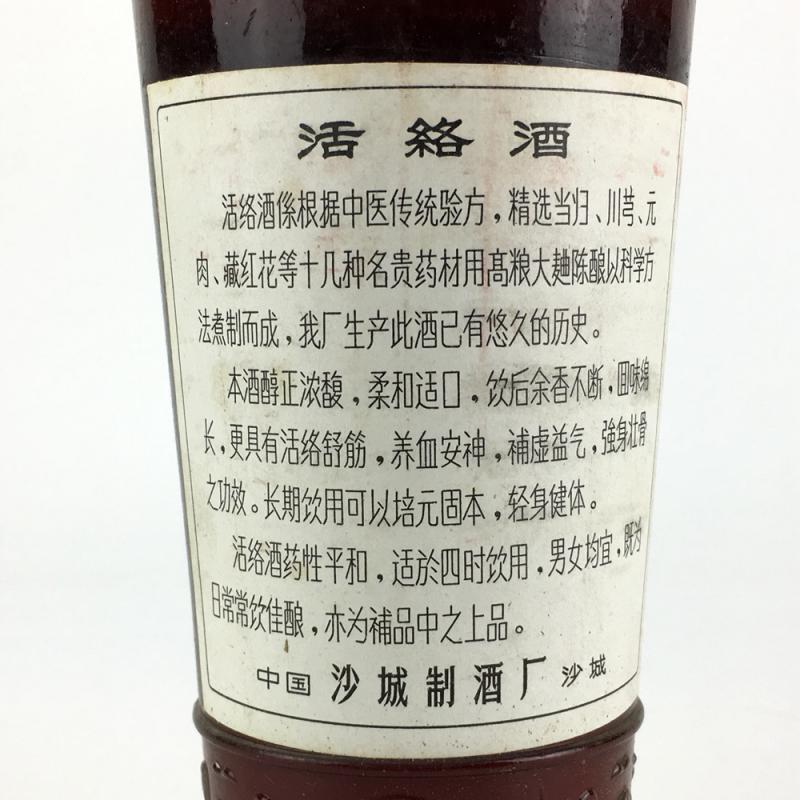 活絡酒
活络酒係根据中医传统验方，精选当归、川芎、元
肉、藏红花等十几种名贵药材用高粮大麯陈酿以科学方
法煮制而成，我厂生产此酒已有悠久的历史。
本酒醇正浓馥，柔和适口，饮后余香不断，回味绵
长，更具有活络舒筋，养血安神，補虚益气，強身壮骨
之功效。长期饮用可以培元固本，轻身健体。
活络酒药性平和，适於四时饮用，男女均宜，既为
日常常饮佳酿，亦为補品中之上品。
中国 沙城制酒厂 沙城